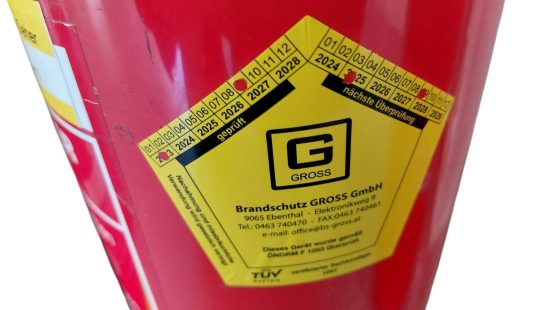 01 02 03 04 05 06 07 08 10 11 12
2024 2025 2026 2027 2028
geprüft
01 02 03 04 05 06 07 08 10 11 12
2024 2026 2027 2028 2029
nächste Überprüfung
G
GROSS
Brandschutz GROSS GmbH
9065 Ebenthal - Elektronikweg 9
Tel.: 0463 740470 - FAX:0463 740461
e-mail: office@bs-gross.at
Dieses Gerät wurde gemäß
ÖNORM F 1053 überprüft
TÜV
AUSTRIA